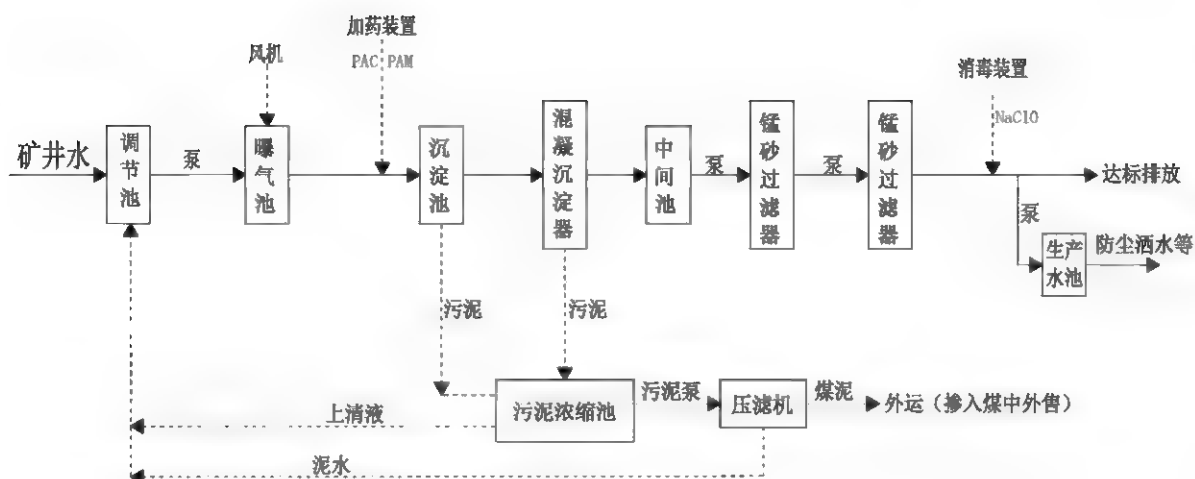 加药装置
风机
PAC PAM
消毒装置
NaClO
矿井水
调节池
泵
曝气池
沉淀池
混凝沉淀器
中间池
泵
锰砂过滤器
泵
锰砂过滤器
达标排放
泵
生产水池
防尘洒水等
污泥
污泥
污泥浓缩池
污泥泵
压滤机
煤泥
外运（掺入煤中外售）
上清液
泥水